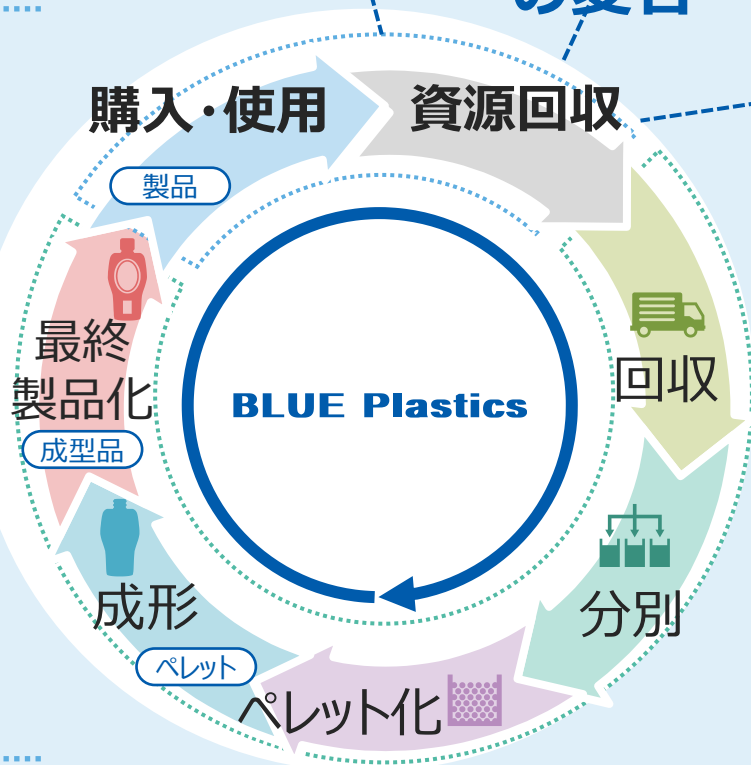 購入・使用
資源回収
製品
回収
最終
製品化
成型品
BLUE Plastics
分別
成形
ペレット
ペレット化